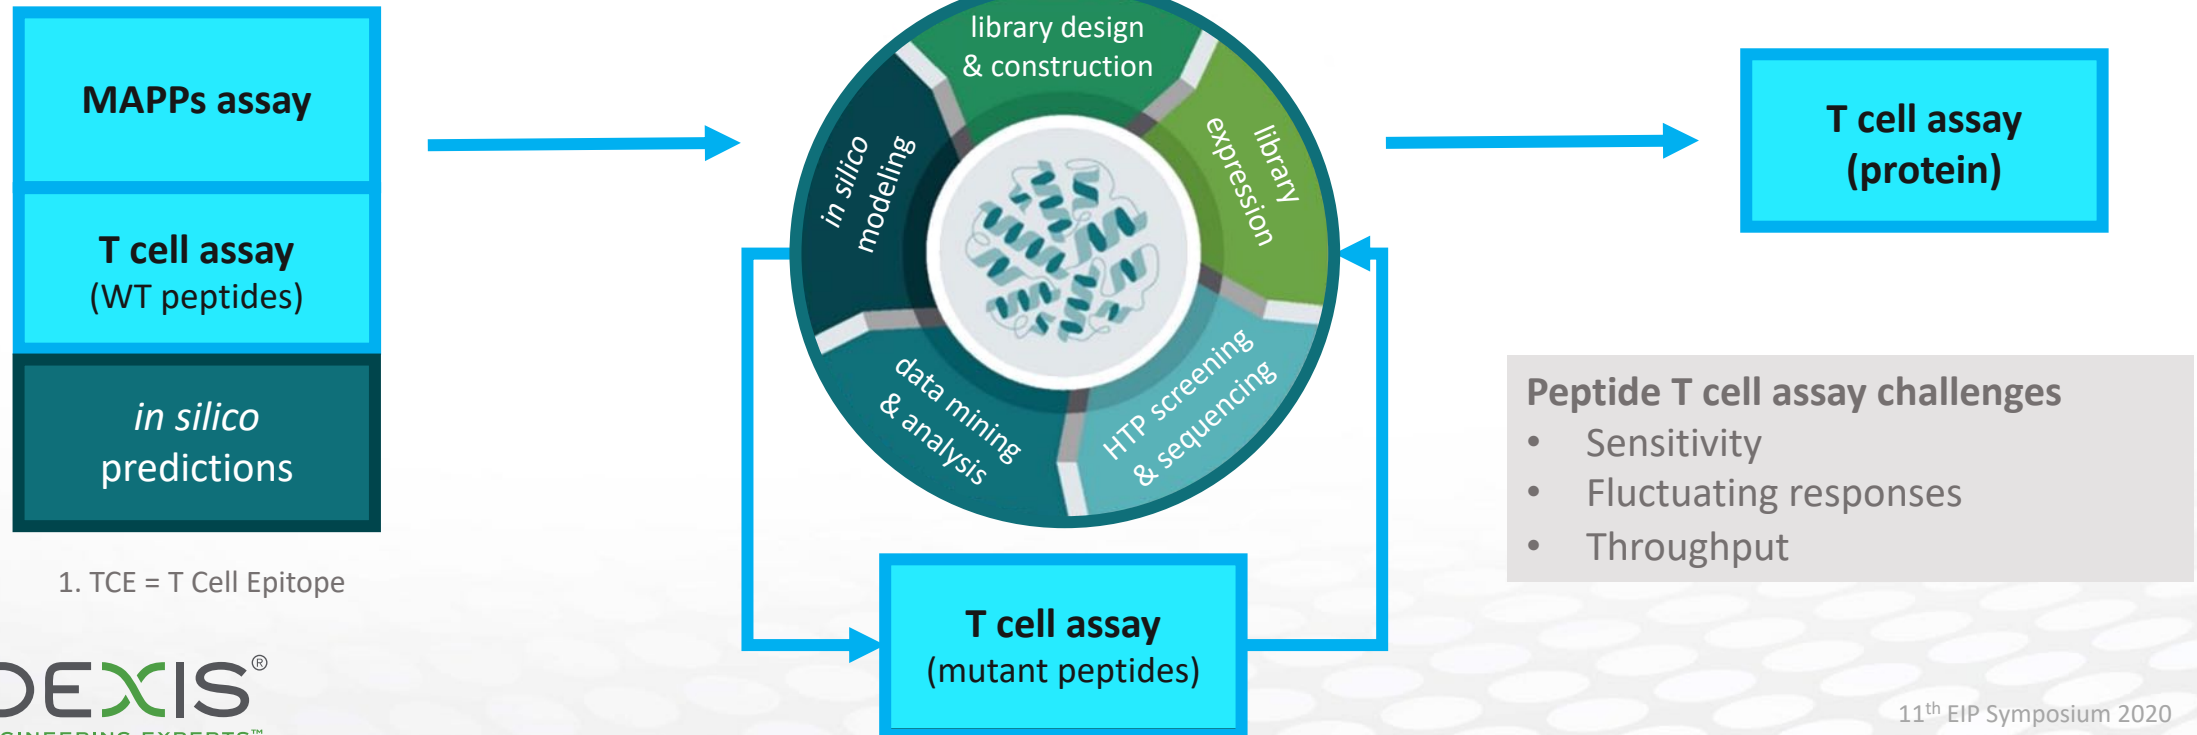 MAPPs assay
T cell assay
(WT peptides)
in silico
predictions
1. TCE = T Cell Epitope
library design
& construction
library
expression
HTP screening
& sequencing
data mining
& analysis
in silico
modeling
T cell assay
(mutant peptides)
T cell assay
(protein)
Peptide T cell assay challenges
• Sensitivity
• Fluctuating responses
• Throughput
DEXIS®
11th EIP Symposium 2020